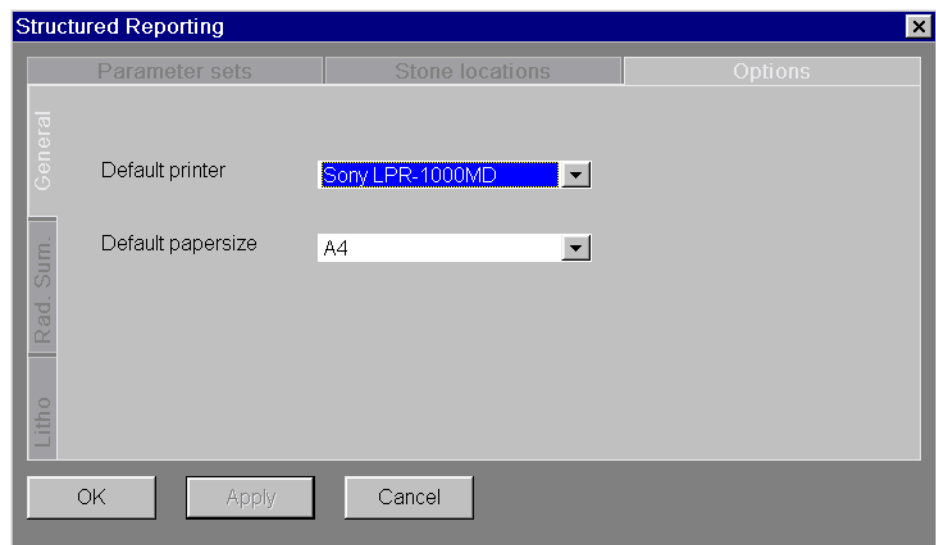 Structured Reporting
Parameter sets
Stone locations
Options
General
Rad. Sum.
Litho
Default printer
Sony LPR-1000MD
Default papersize
A4
OK
Apply
Cancel